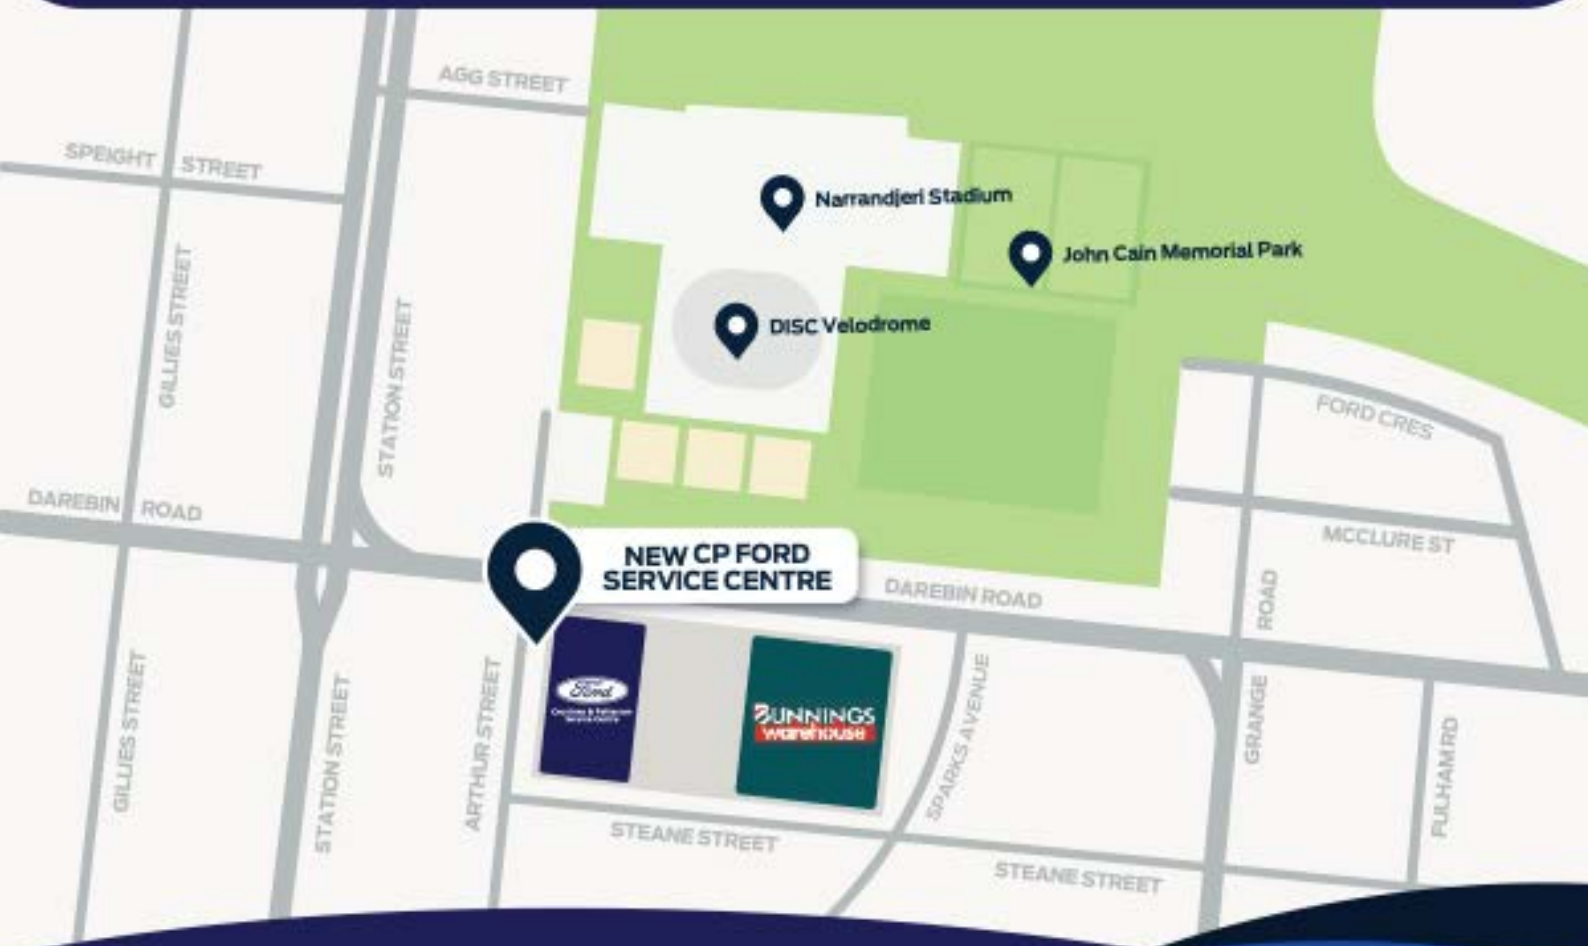 AGG STREET
SPEIGHT STREET
Narrandjeri Stadium
John Cain Memorial Park
GILLIES STREET
STATION STREET
DISC Velodrome
FORD CRES
DAREBIN ROAD
MCCLURE ST
NEW CP FORD
SERVICE CENTRE
DAREBIN ROAD
ROAD
GILLIES STREET
STATION STREET
ARTHUR STREET
Ford
Service Centre
BUNNINGS
warehouse
SPARKS AVENUE
GRANGE
FULHAM RD
STEANE STREET
STEANE STREET